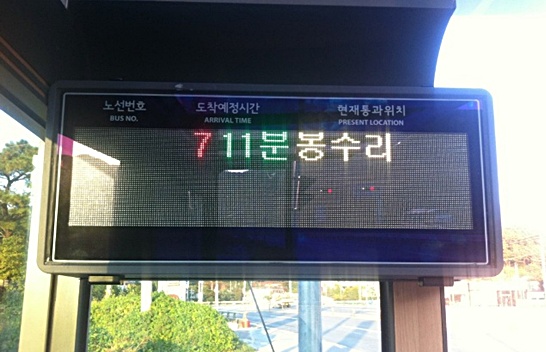 노선번호 도착예정시간 현재통과위치
BUS NO. ARRIVAL TIME PRESENT LOCATION
7 11분 봉수리